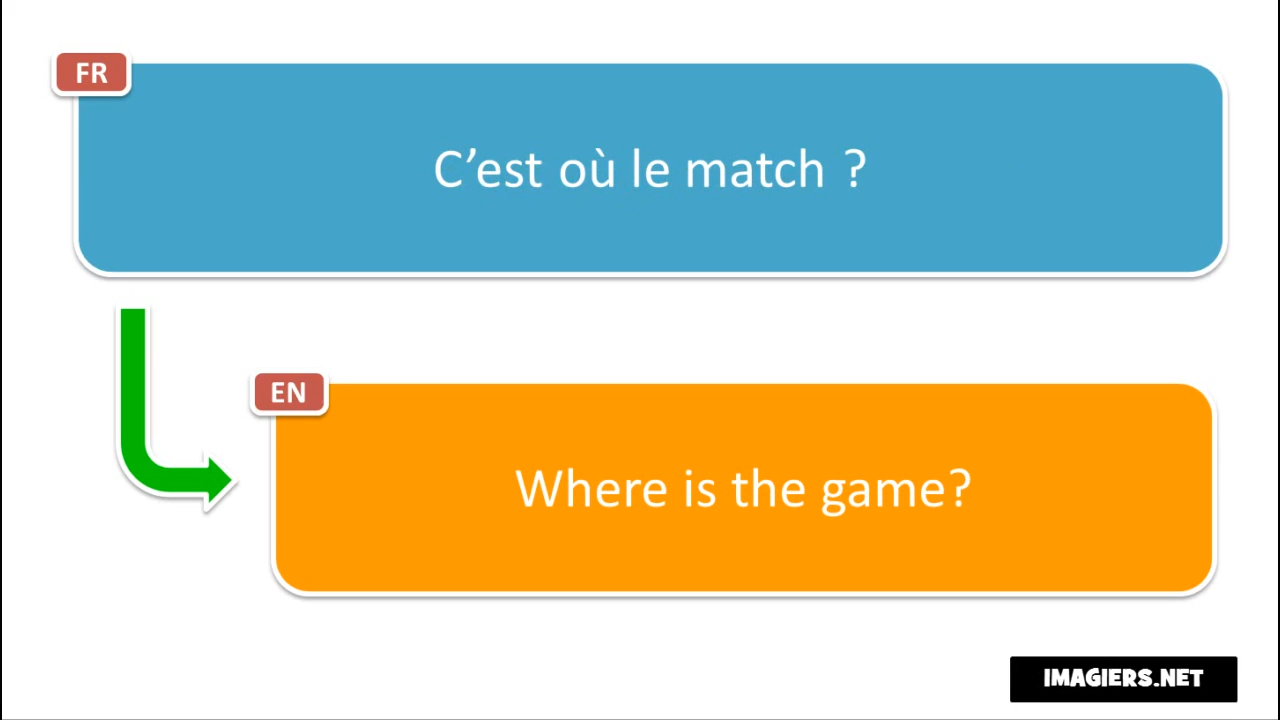 FR
C’est où le match ?
EN
Where is the game?
IMAGIERS.NET